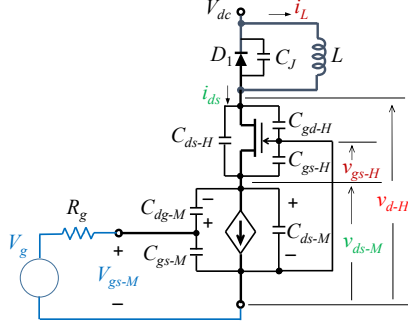 V_dc
i_L
D_1
C_J
L
i_ds
C_gd-H
C_ds-H
C_gs-H
v_gs-H
v_d-H
R_g
C_dg-M
−
+
+
V_g
+
V_gs-M
C_gs-M
C_ds-M
v_ds-M
−
−